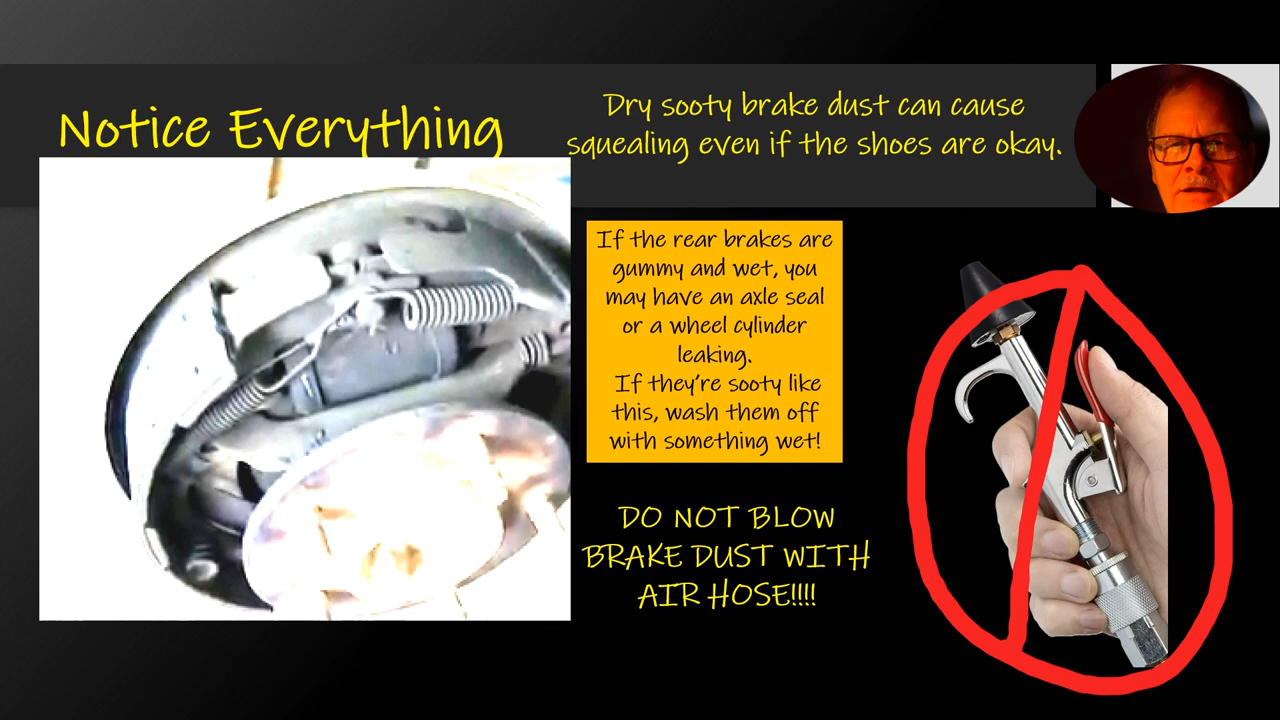 Notice Everything
Dry sooty brake dust can cause
squealing even if the shoes are okay.
If the rear brakes are
gummy and wet, you
may have an axle seal
or a wheel cylinder
leaking.
If they're sooty like
this, wash them off
with something wet!
DO NOT BLOW
BRAKE DUST WITH
AIR HOSE!!!!